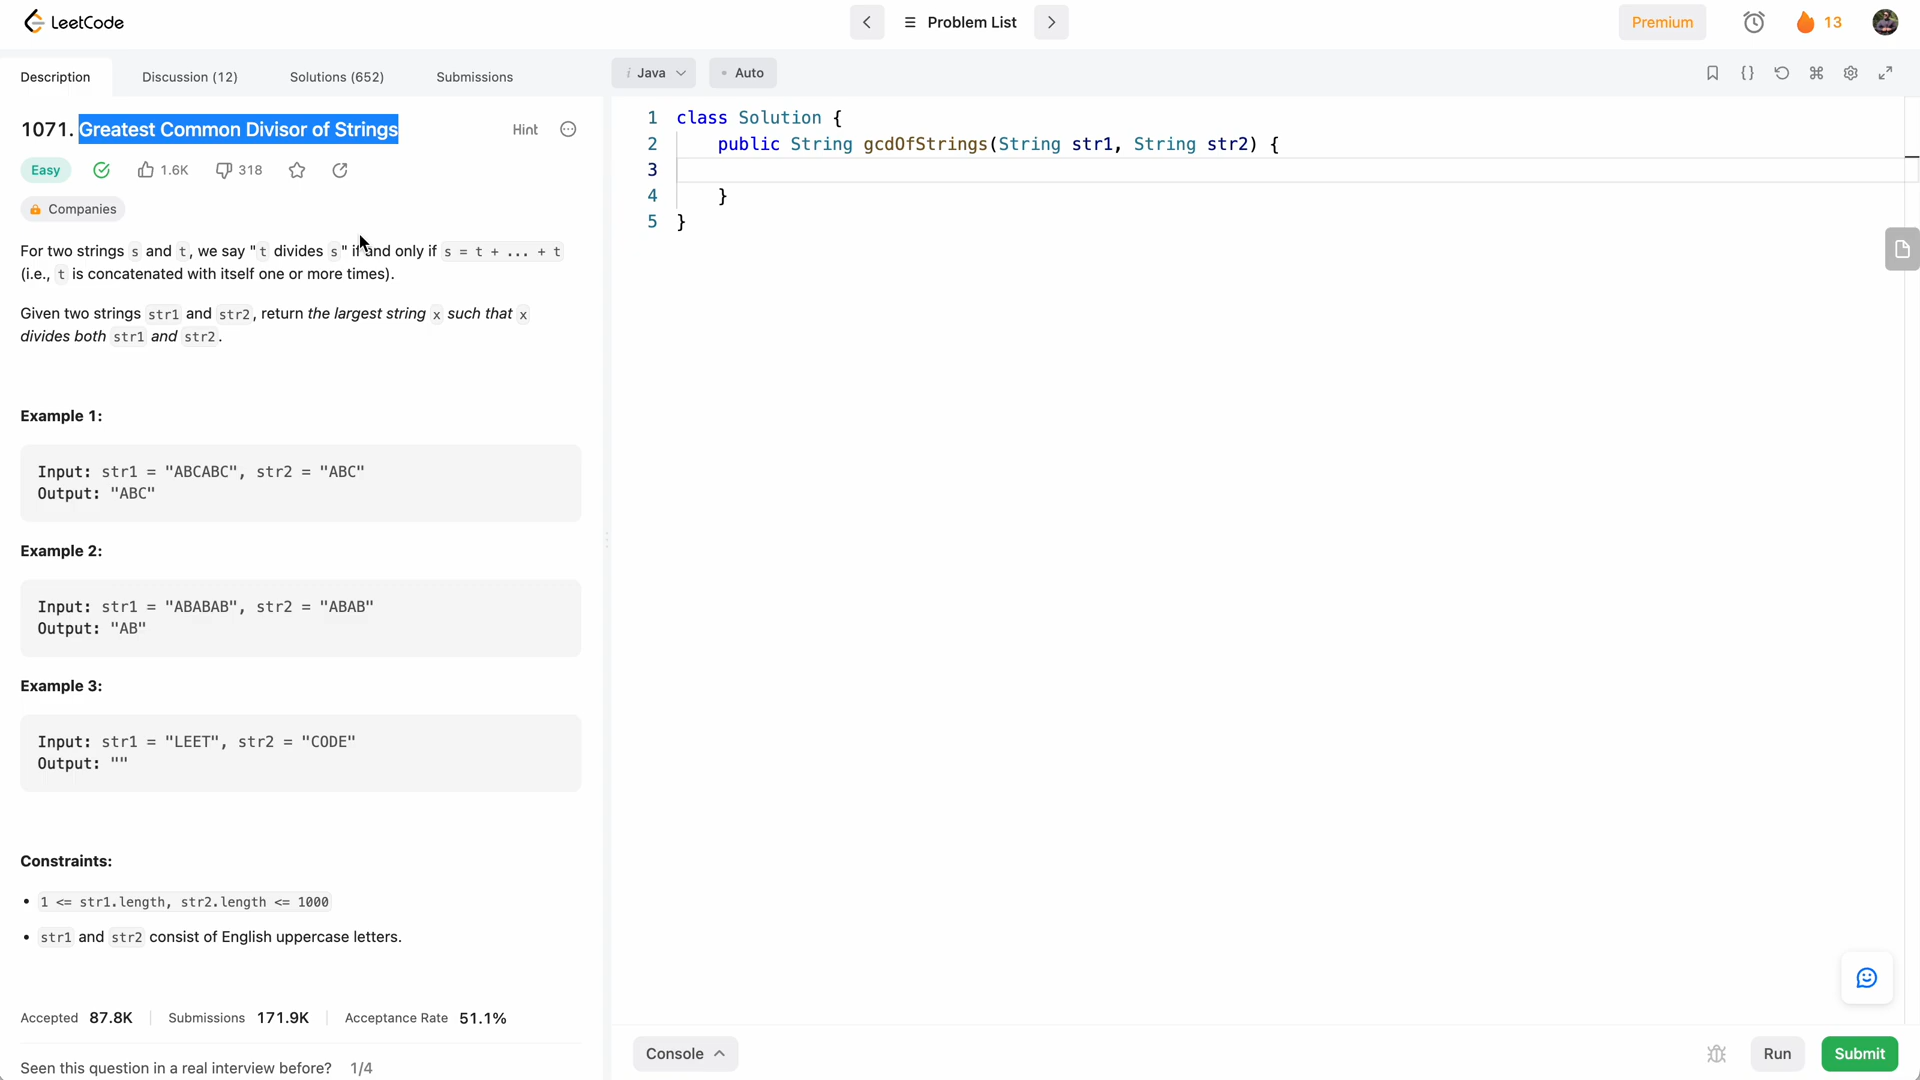 LeetCode
Problem List
Premium
13
Description
Discussion (12)
Solutions (652)
Submissions
i Java
• Auto
1071. Greatest Common Divisor of Strings
Hint
Easy
1.6K
318
Companies
For two strings s and t, we say "t divides s" if and only if s = t + ... + t
(i.e., t is concatenated with itself one or more times).
Given two strings str1 and str2, return the largest string x such that x
divides both str1 and str2.
Example 1:
Input: str1 = "ABCABC", str2 = "ABC"
Output: "ABC"
Example 2:
Input: str1 = "ABABAB", str2 = "ABAB"
Output: "AB"
Example 3:
Input: str1 = "LEET", str2 = "CODE"
Output: ""
Constraints:
• 1 <= str1.length, str2.length <= 1000
• str1 and str2 consist of English uppercase letters.
Accepted 87.8K
Submissions 171.9K
Acceptance Rate 51.1%
Seen this question in a real interview before? 1/4
1 class Solution {
2 public String gcdOfStrings(String str1, String str2) {
3
4 }
5 }
Console
Run
Submit